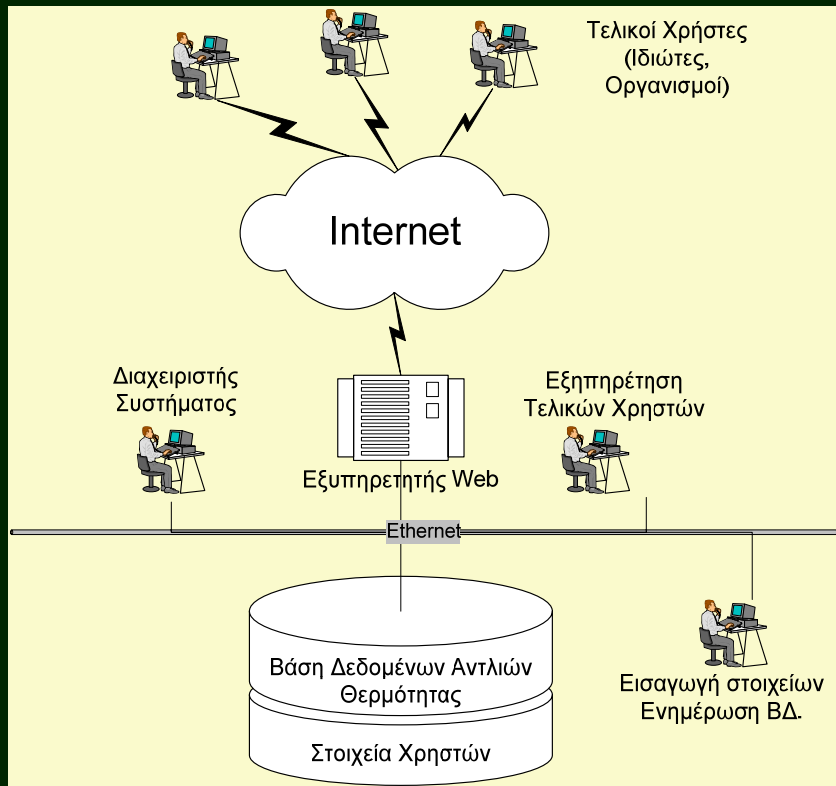 Τελικοί Χρήστες
(Ιδιώτες,
Οργανισμοί)
Internet
Διαχειριστής
Συστήματος
Εξηπηρέτηση
Τελικών Χρηστών
Εξυπηρετητής Web
Ethernet
Βάση Δεδομένων Αντλιών
Θερμότητας
Στοιχεία Χρηστών
Εισαγωγή στοιχείων
Ενημέρωση ΒΔ.